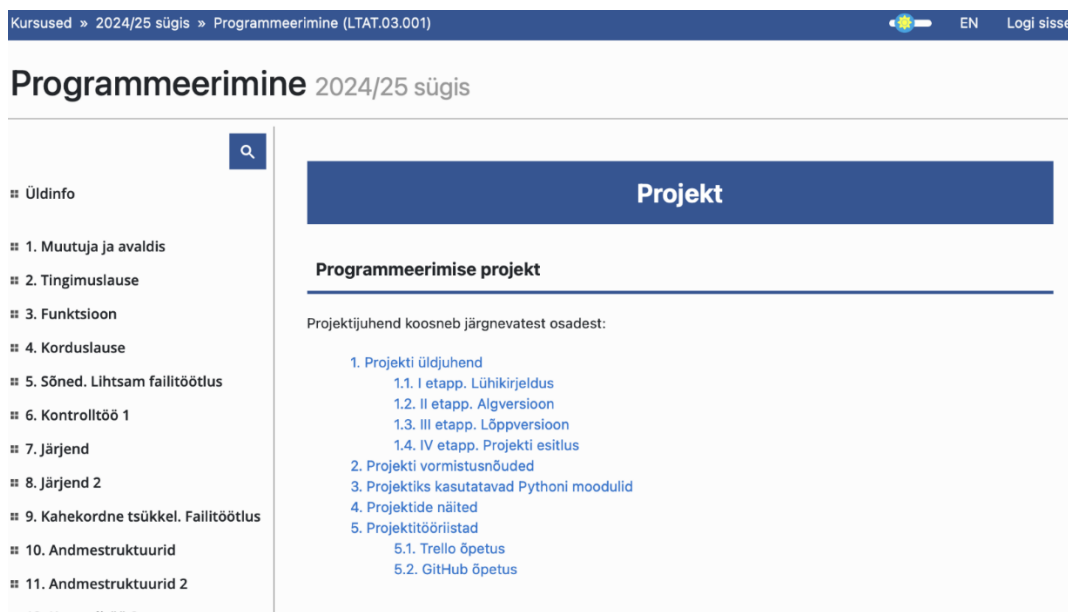 Kursused » 2024/25 sügis » Programmeerimine (LTAT.03.001)
EN
Logi sisse
Programmeerimine 2024/25 sügis
Üldinfo
1. Muutuja ja avaldis
2. Tingimuslause
3. Funktsioon
4. Korduslause
5. Sõned. Lihtsam failitöötlus
6. Kontrolltöö 1
7. Järjend
8. Järjend 2
9. Kahekordne tsükkel. Failitöötlus
10. Andmestruktuurid
11. Andmestruktuurid 2
Projekt
Programmeerimise projekt
Projektijuhend koosneb järgnevatest osadest:
1. Projekti üldjuhend
1.1. I etapp. Lühikirjeldus
1.2. II etapp. Algversioon
1.3. III etapp. Lõppversioon
1.4. IV etapp. Projekti esitlus
2. Projekti vormistusnõuded
3. Projektiks kasutatavad Pythoni moodulid
4. Projektide näited
5. Projektitööriistad
5.1. Trello õpetus
5.2. GitHub õpetus